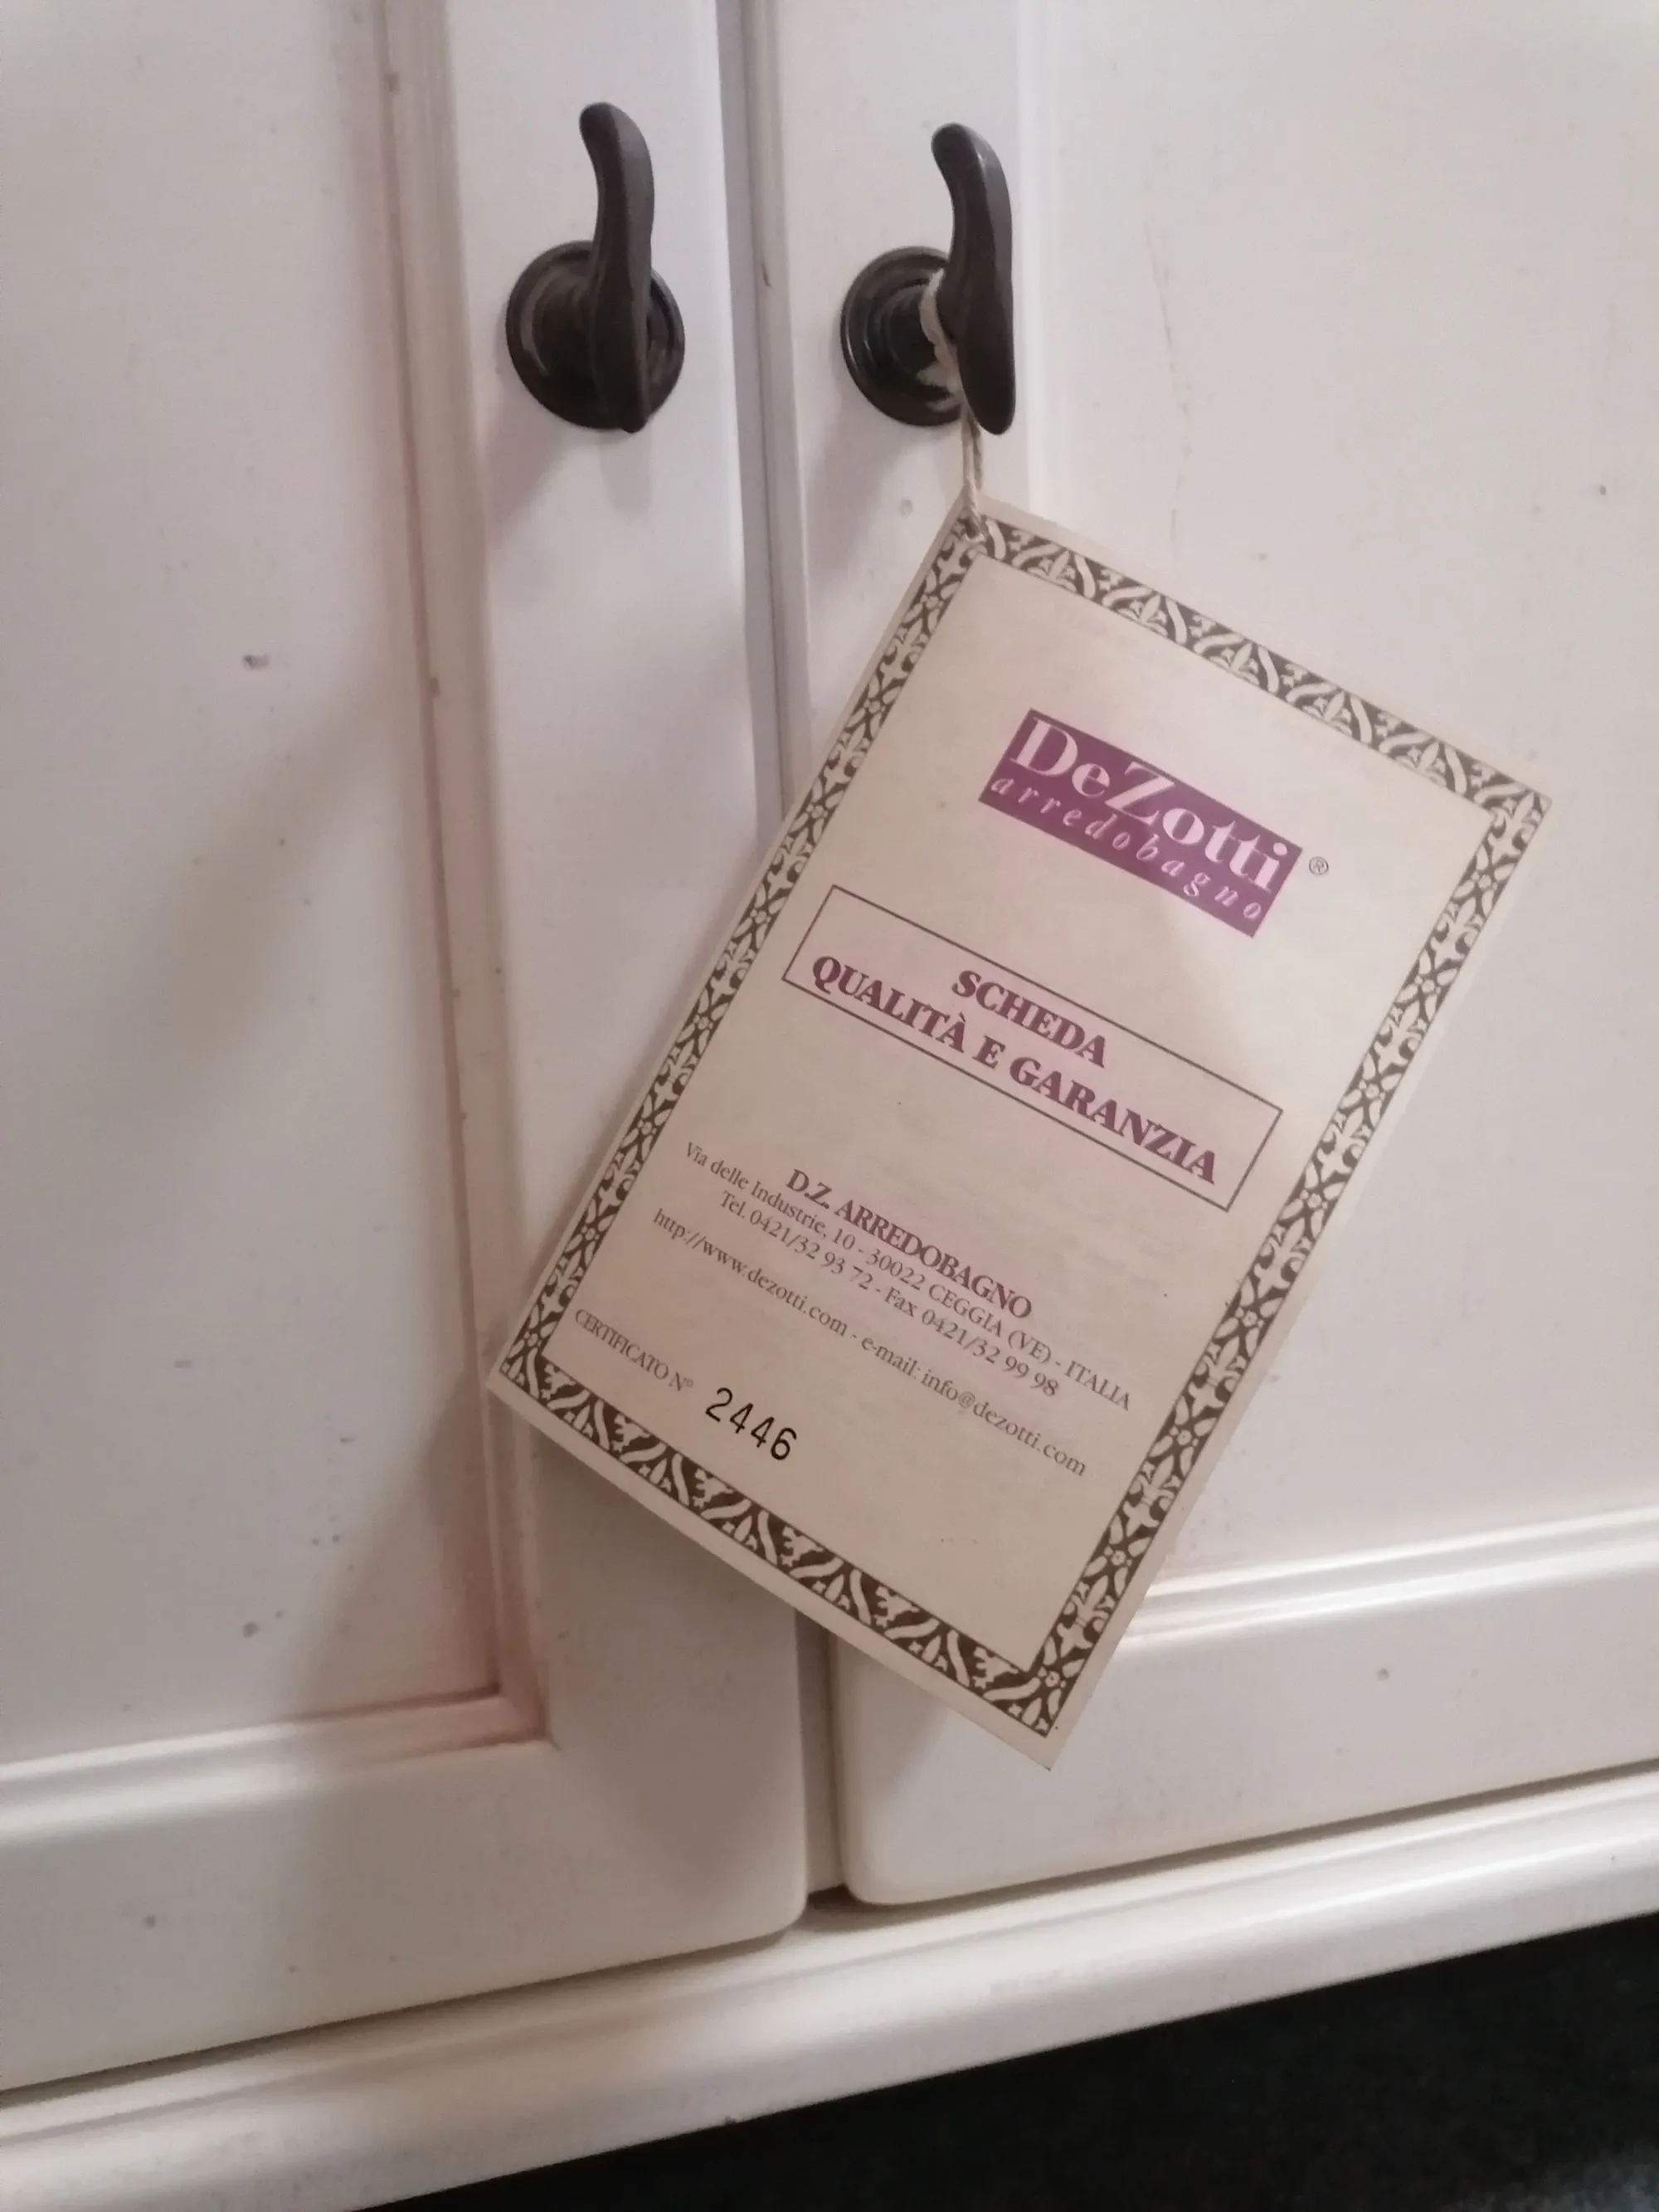 DeZotti ®
arredobagno
SCHEDA
QUALITÀ E GARANZIA
D.Z. ARREDOBAGNO
Via delle Industrie, 10 - 30022 CEGGIA (VE) - ITALIA
Tel. 0421/32 93 72 - Fax 0421/32 99 98
http://www.dezotti.com - e-mail: info@dezotti.com
CERTIFICATO N° 2446